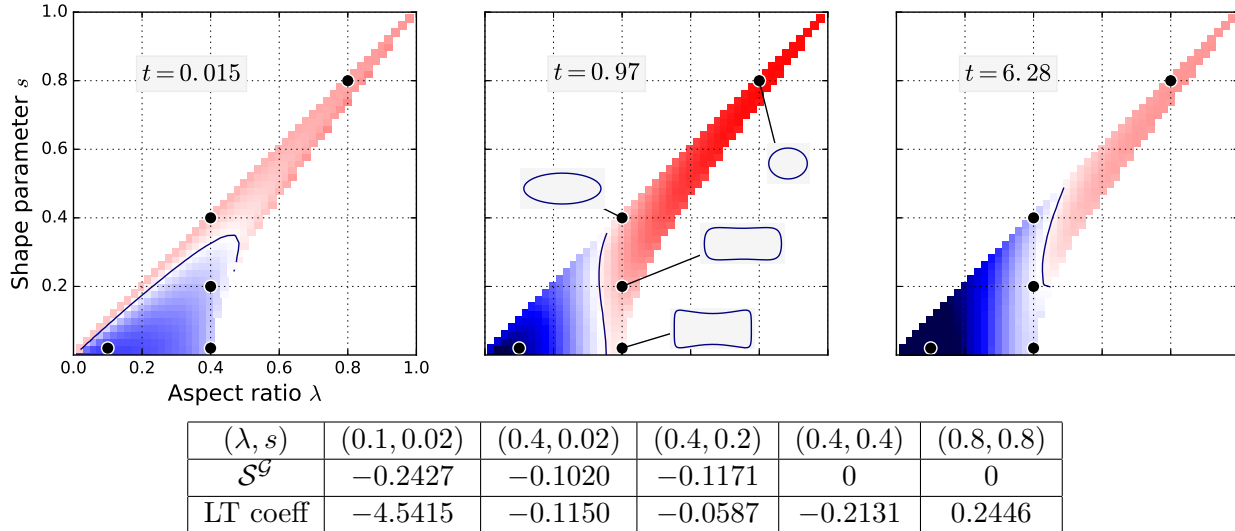 1.0
0.8
0.6
0.4
0.2
0.0 0.2 0.4 0.6 0.8 1.0
Shape parameter s
Aspect ratio λ
t = 0.015
t = 0.97
t = 6.28
(λ, s) (0.1, 0.02) (0.4, 0.02) (0.4, 0.2) (0.4, 0.4) (0.8, 0.8)
𝒮^𝒢 −0.2427 −0.1020 −0.1171 0 0
LT coeff −4.5415 −0.1150 −0.0587 −0.2131 0.2446